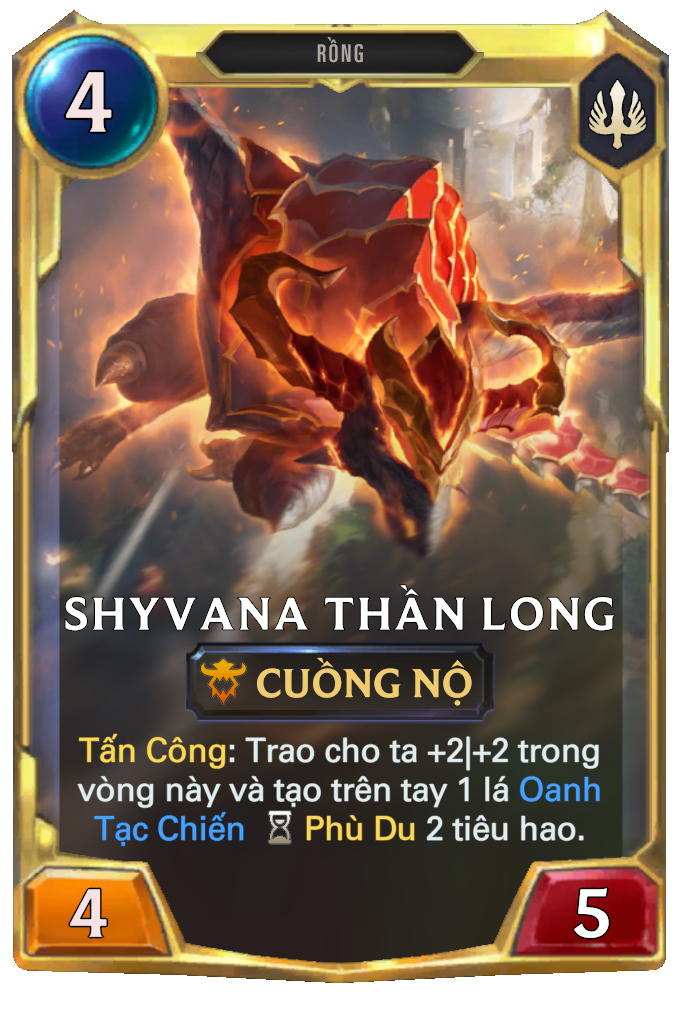 RỒNG
4
SHYVANA THẦN LONG
CUỒNG NỘ
Tấn Công: Trao cho ta +2|+2 trong
vòng này và tạo trên tay 1 lá Oanh
Tạc Chiến Phù Du 2 tiêu hao.
4
5